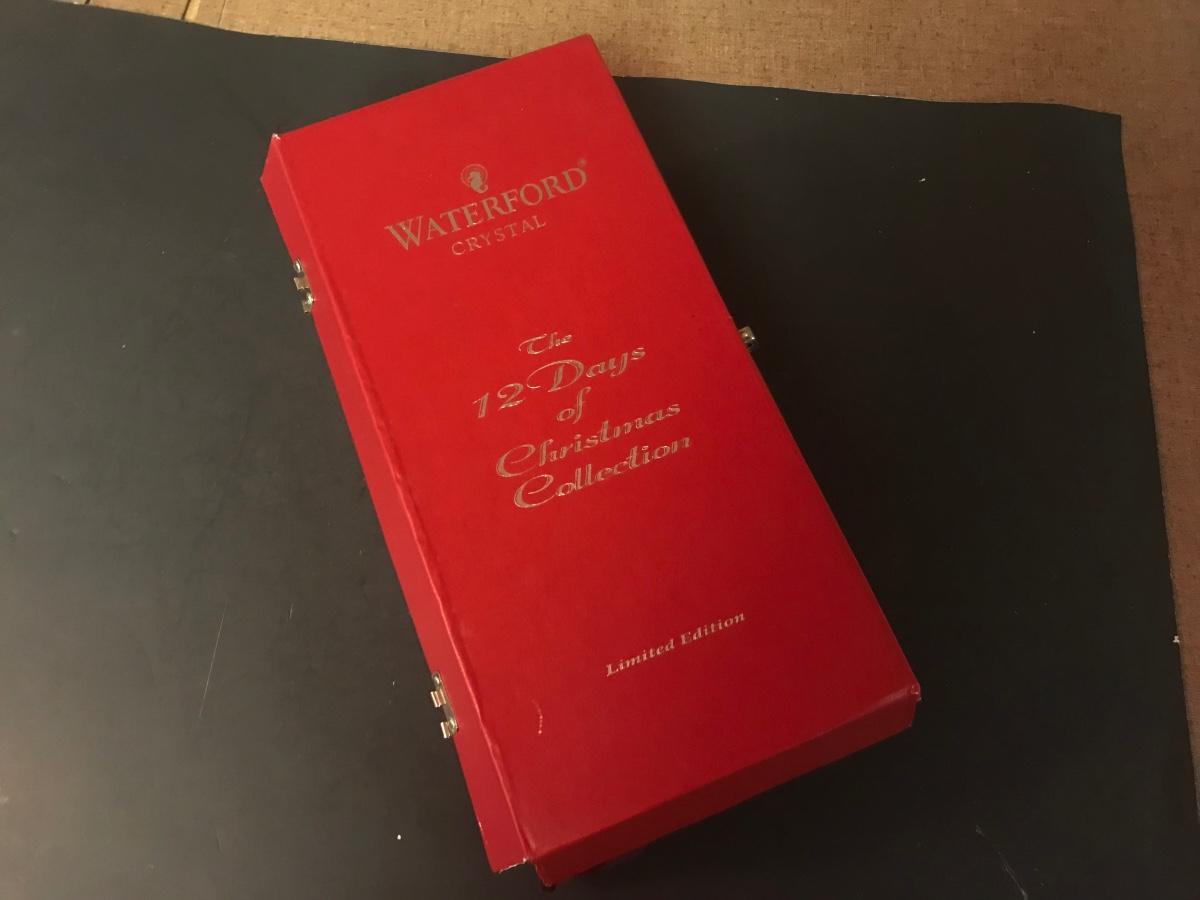 WATERFORD®
CRYSTAL
The
12 Days
of
Christmas
Collection
Limited Edition